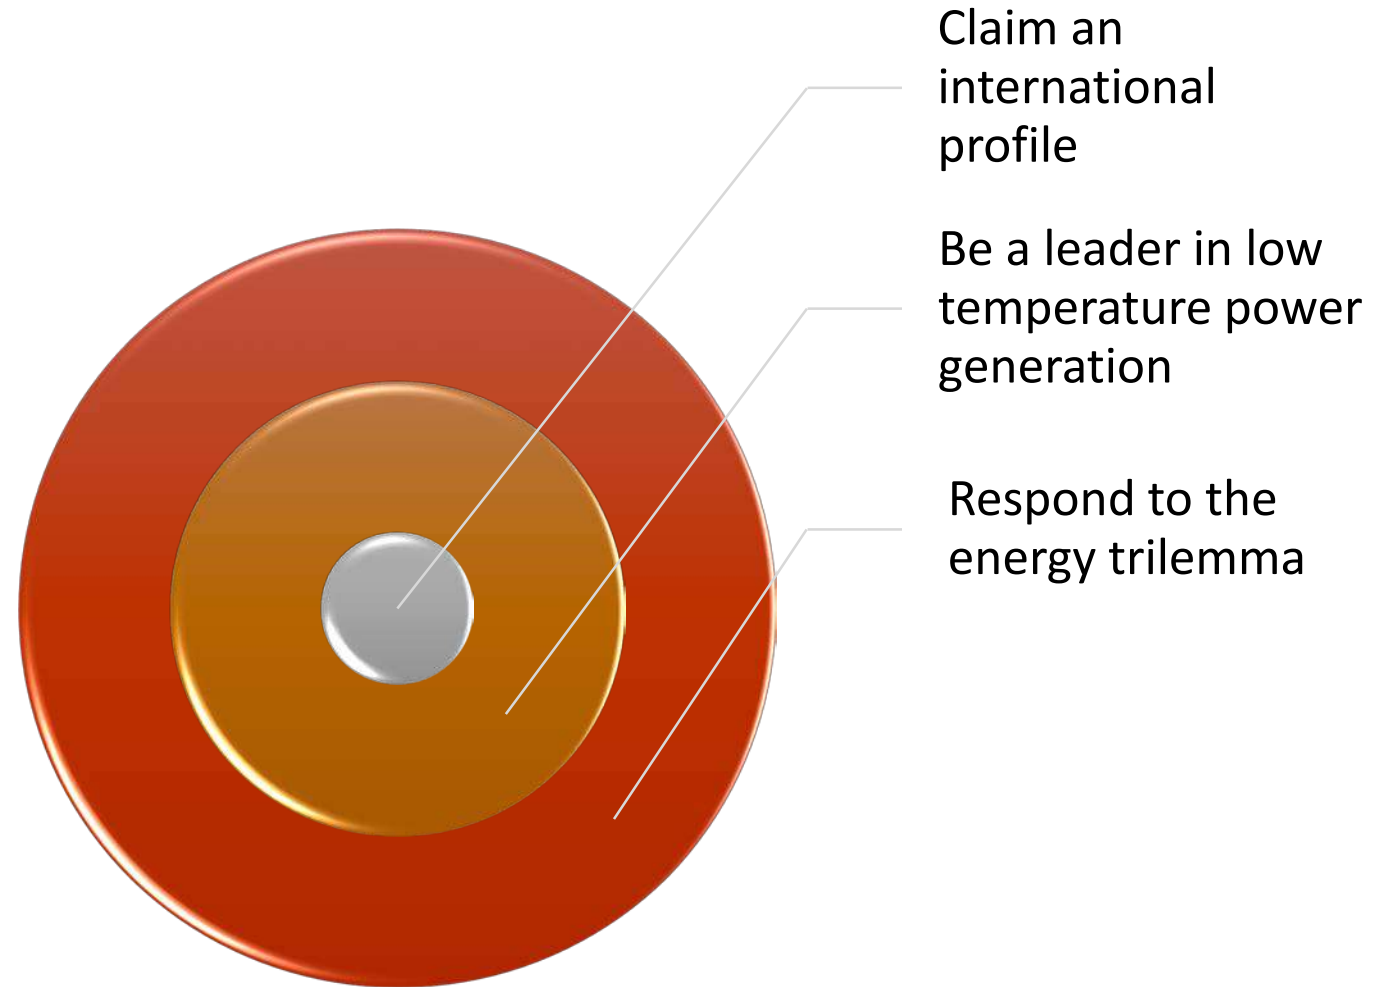 Claim an
international
profile
Be a leader in low
temperature power
generation
Respond to the
energy trilemma